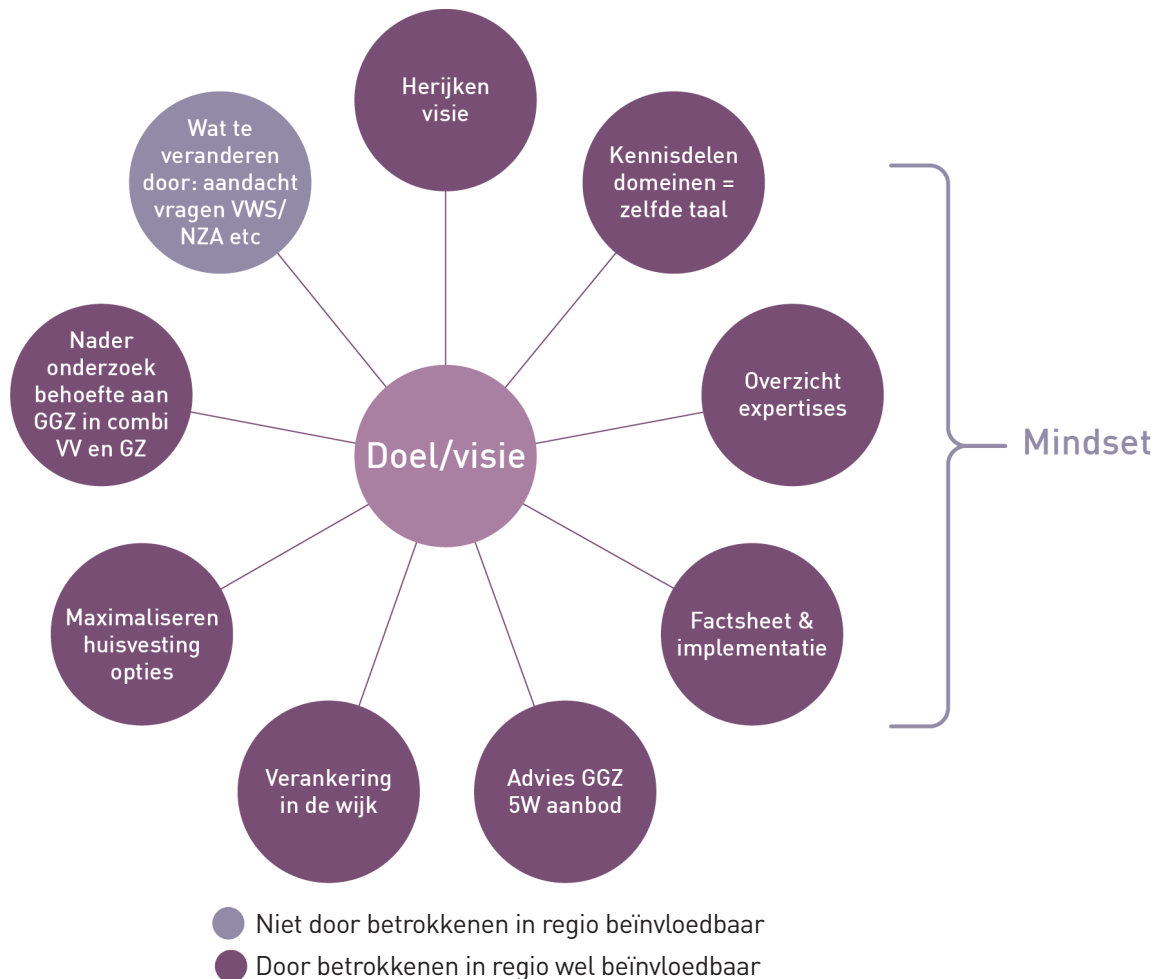 Herijken
visie
Kennisdelen
domeinen =
zelfde taal
Overzicht
expertises
Factsheet &
implementatie
Advies GGZ
5W aanbod
Verankering
in de wijk
Maximaliseren
huisvesting
opties
Nader
onderzoek
behoefte aan
GGZ in combi
VV en GZ
Wat te
veranderen
door: aandacht
vragen VWS/
NZA etc
Doel/visie
Mindset
Niet door betrokkenen in regio beïnvloedbaar
Door betrokkenen in regio wel beïnvloedbaar